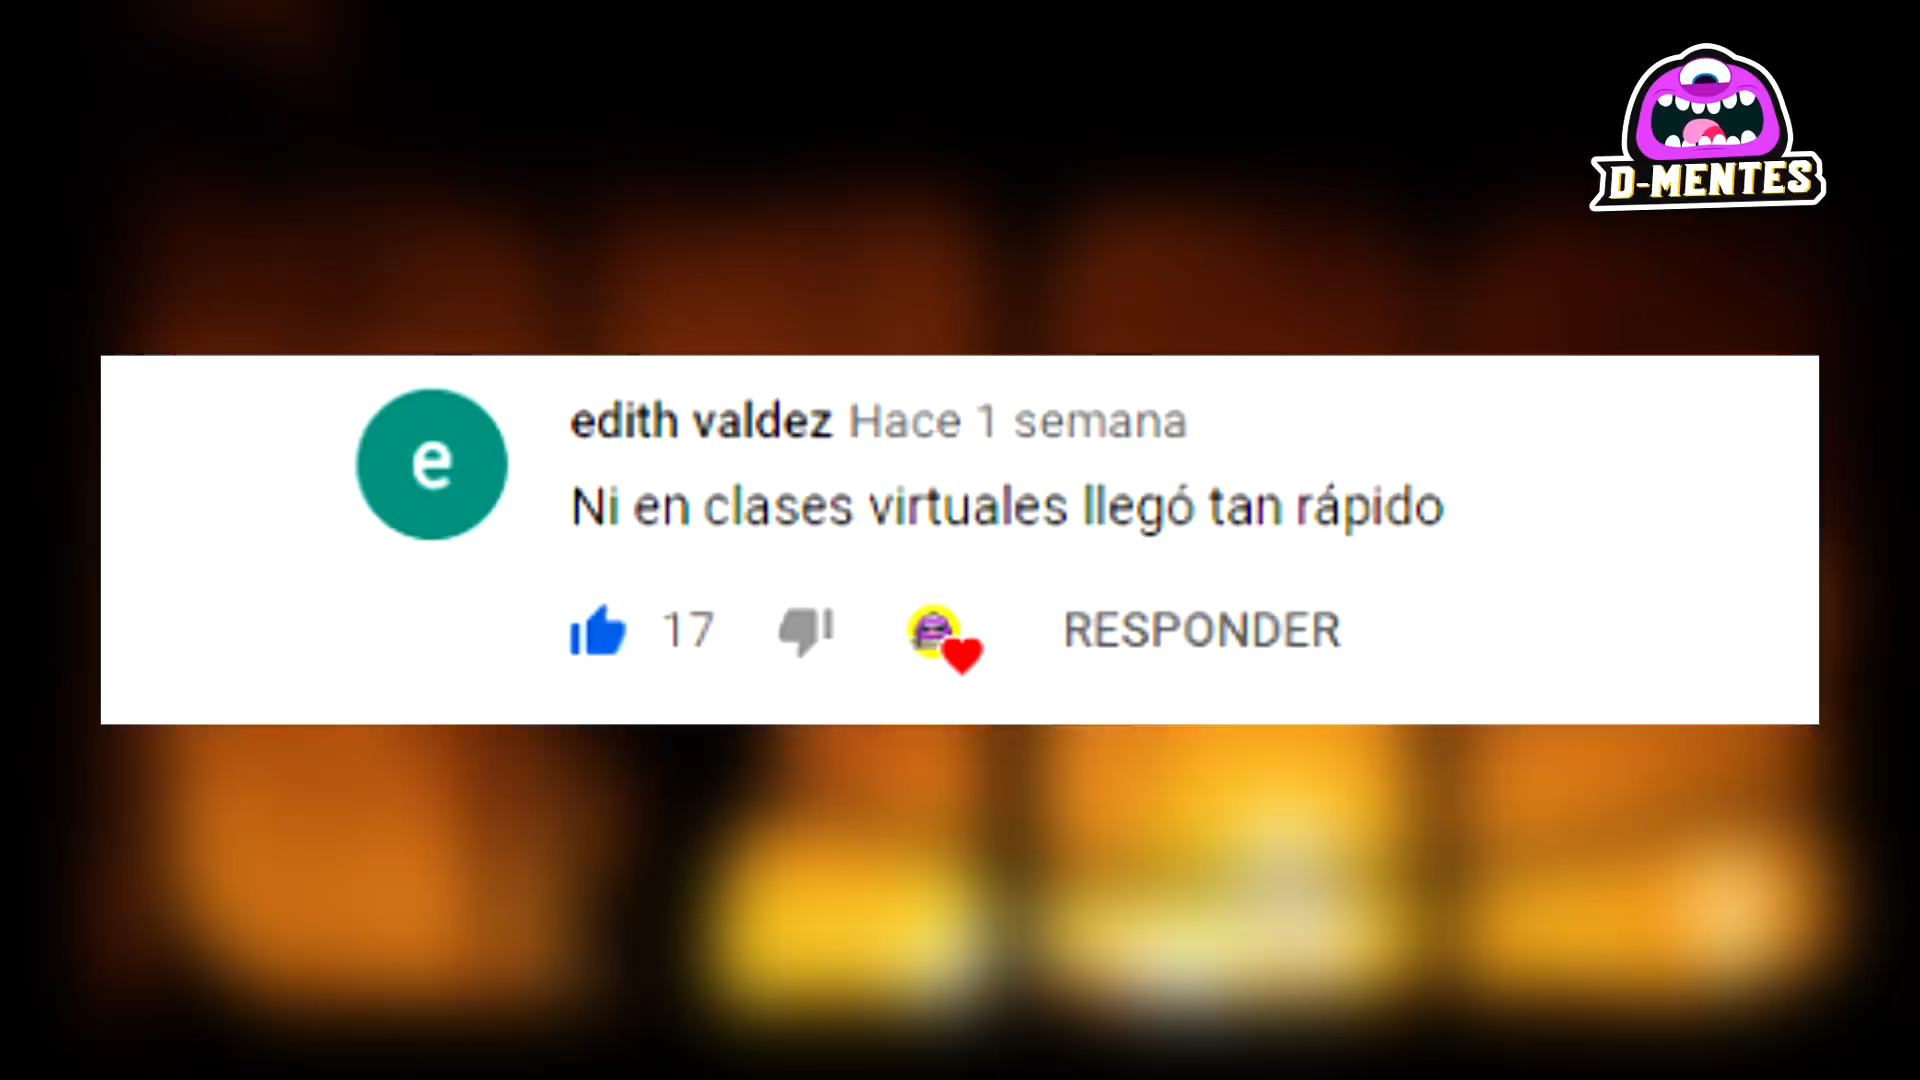 D-MENTES
e
edith valdez Hace 1 semana
Ni en clases virtuales llegó tan rápido
17 RESPONDER